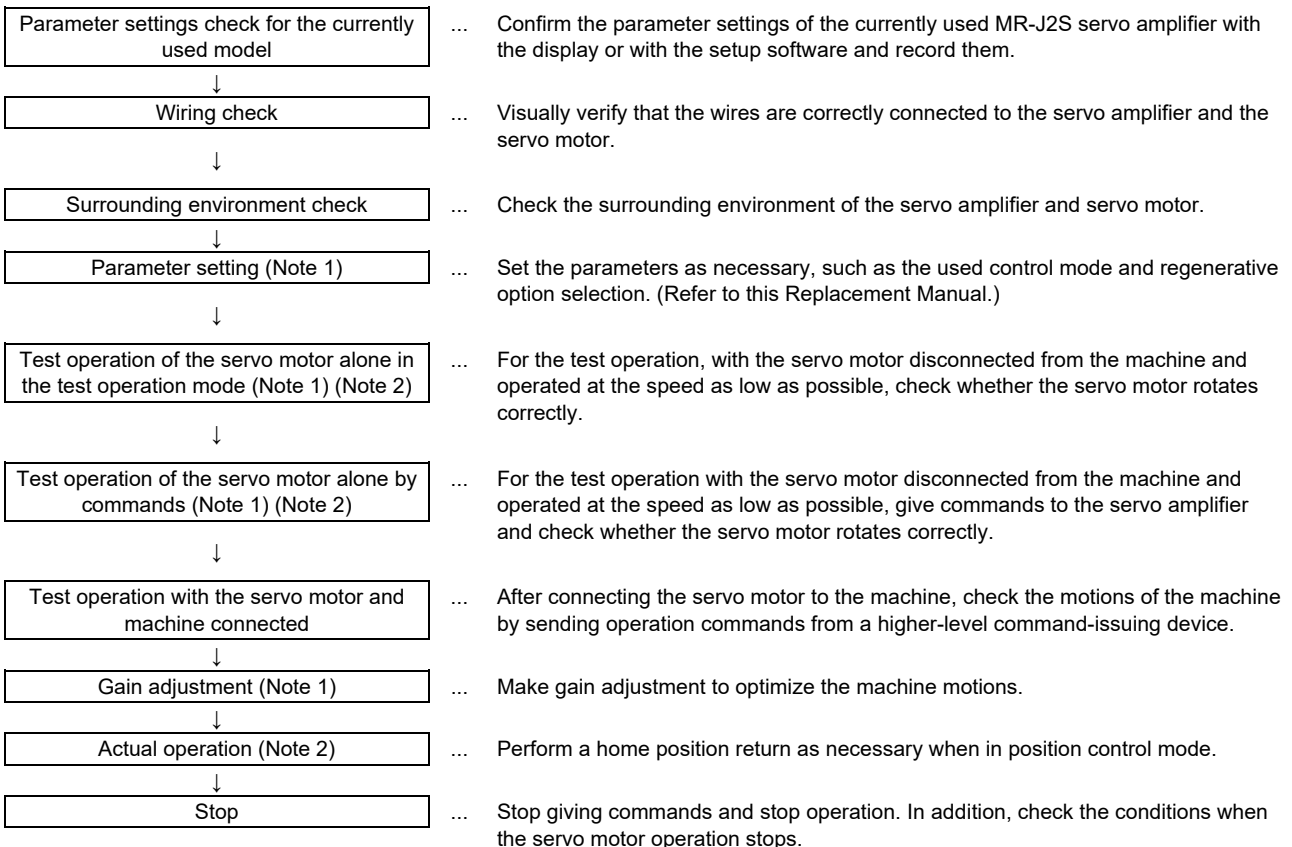 Parameter settings check for the currently
used model
...
Confirm the parameter settings of the currently used MR-J2S servo amplifier with
the display or with the setup software and record them.
↓
Wiring check
...
Visually verify that the wires are correctly connected to the servo amplifier and the
servo motor.
↓
Surrounding environment check
...
Check the surrounding environment of the servo amplifier and servo motor.
↓
Parameter setting (Note 1)
...
Set the parameters as necessary, such as the used control mode and regenerative
option selection. (Refer to this Replacement Manual.)
↓
Test operation of the servo motor alone in
the test operation mode (Note 1) (Note 2)
...
For the test operation, with the servo motor disconnected from the machine and
operated at the speed as low as possible, check whether the servo motor rotates
correctly.
↓
Test operation of the servo motor alone by
commands (Note 1) (Note 2)
...
For the test operation with the servo motor disconnected from the machine and
operated at the speed as low as possible, give commands to the servo amplifier
and check whether the servo motor rotates correctly.
↓
Test operation with the servo motor and
machine connected
...
After connecting the servo motor to the machine, check the motions of the machine
by sending operation commands from a higher-level command-issuing device.
↓
Gain adjustment (Note 1)
...
Make gain adjustment to optimize the machine motions.
↓
Actual operation (Note 2)
...
Perform a home position return as necessary when in position control mode.
↓
Stop
...
Stop giving commands and stop operation. In addition, check the conditions when
the servo motor operation stops.